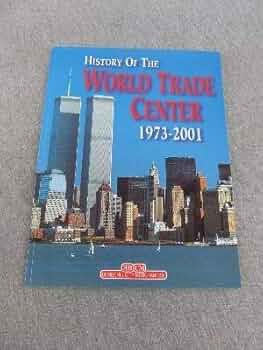 HISTORY OF THE
WORLD TRADE
CENTER
1973-2001